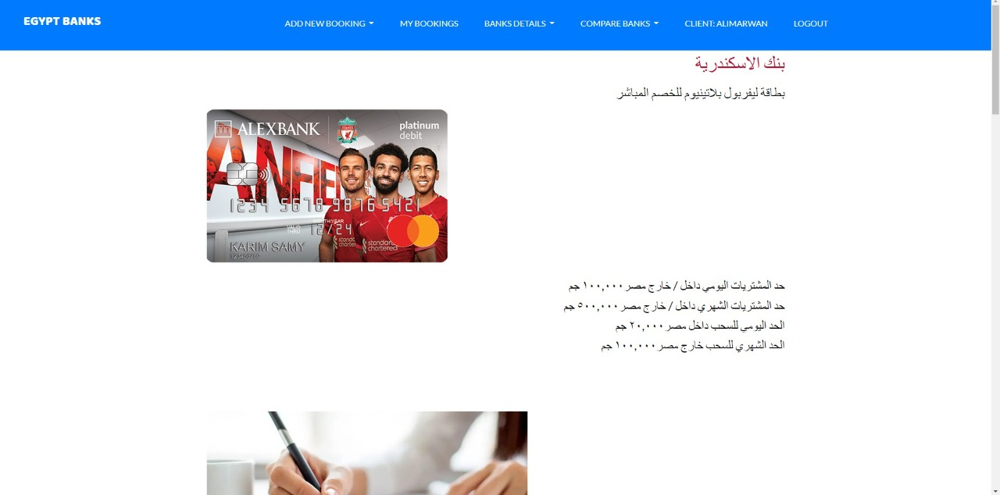 EGYPT BANKS
ADD NEW BOOKING
MY BOOKINGS
BANKS DETAILS
COMPARE BANKS
CLIENT: ALIMARWAN
LOGOUT
بنك الاسكندرية
بطاقة ليفربول بلاتينيوم للخصم المباشر
ALEXBANK
platinum
debit
ANFI
1234 5678 9876 5421
MONTH/YEAR
VALID
THRU
12/24
KARIM SAMY
standard
chartered
حد المشتريات اليومي داخل / خارج مصر ١٠٠,٠٠٠ جم
حد المشتريات الشهري داخل / خارج مصر ٥٠٠,٠٠٠ جم
الحد اليومي للسحب داخل مصر ٢٠,٠٠٠ جم
الحد الشهري للسحب خارج مصر ١٠٠,٠٠٠ جم